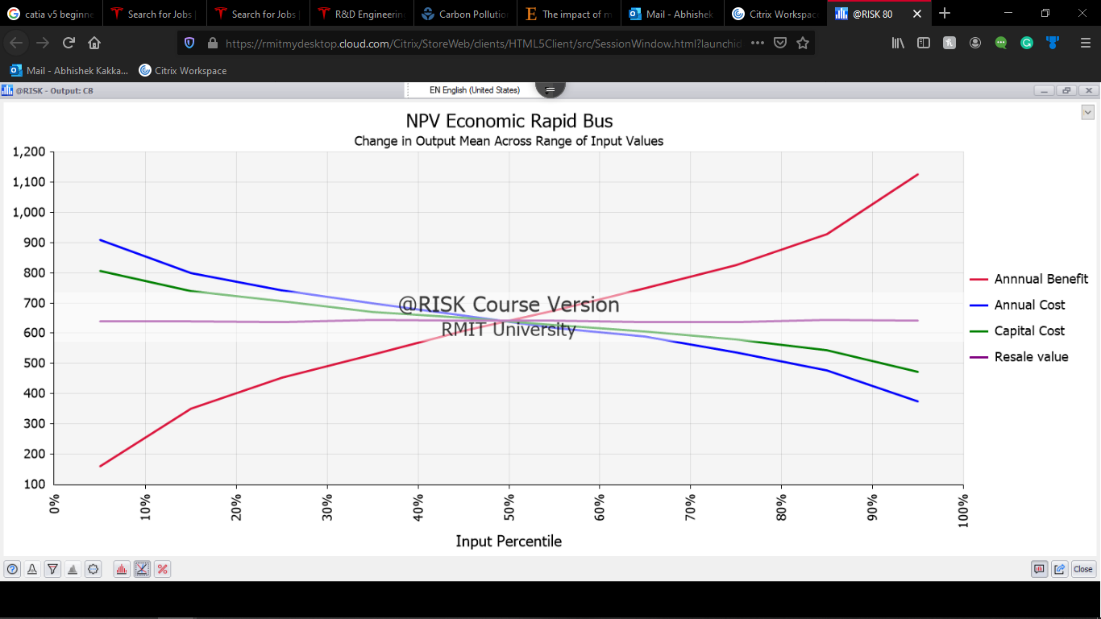 catia v5 beginne
Search for Jobs |
Search for Jobs |
R&D Engineerin
Carbon Pollutio
The impact of m
Mail - Abhishek
Citrix Workspac
@RISK 80
https://rmitmydesktop.cloud.com/Citrix/StoreWeb/clients/HTML5Client/src/SessionWindow.html?launchid
Mail - Abhishek Kakka...
Citrix Workspace
@RISK - Output: C8
EN English (United States)
NPV Economic Rapid Bus
Change in Output Mean Across Range of Input Values
1,200
1,100
1,000
900
800
700
600
500
400
300
200
100
@RISK Course Version
RMIT University
Annnual Benefit
Annual Cost
Capital Cost
Resale value
0%
10%
20%
30%
40%
50%
60%
70%
80%
90%
100%
Input Percentile
Close